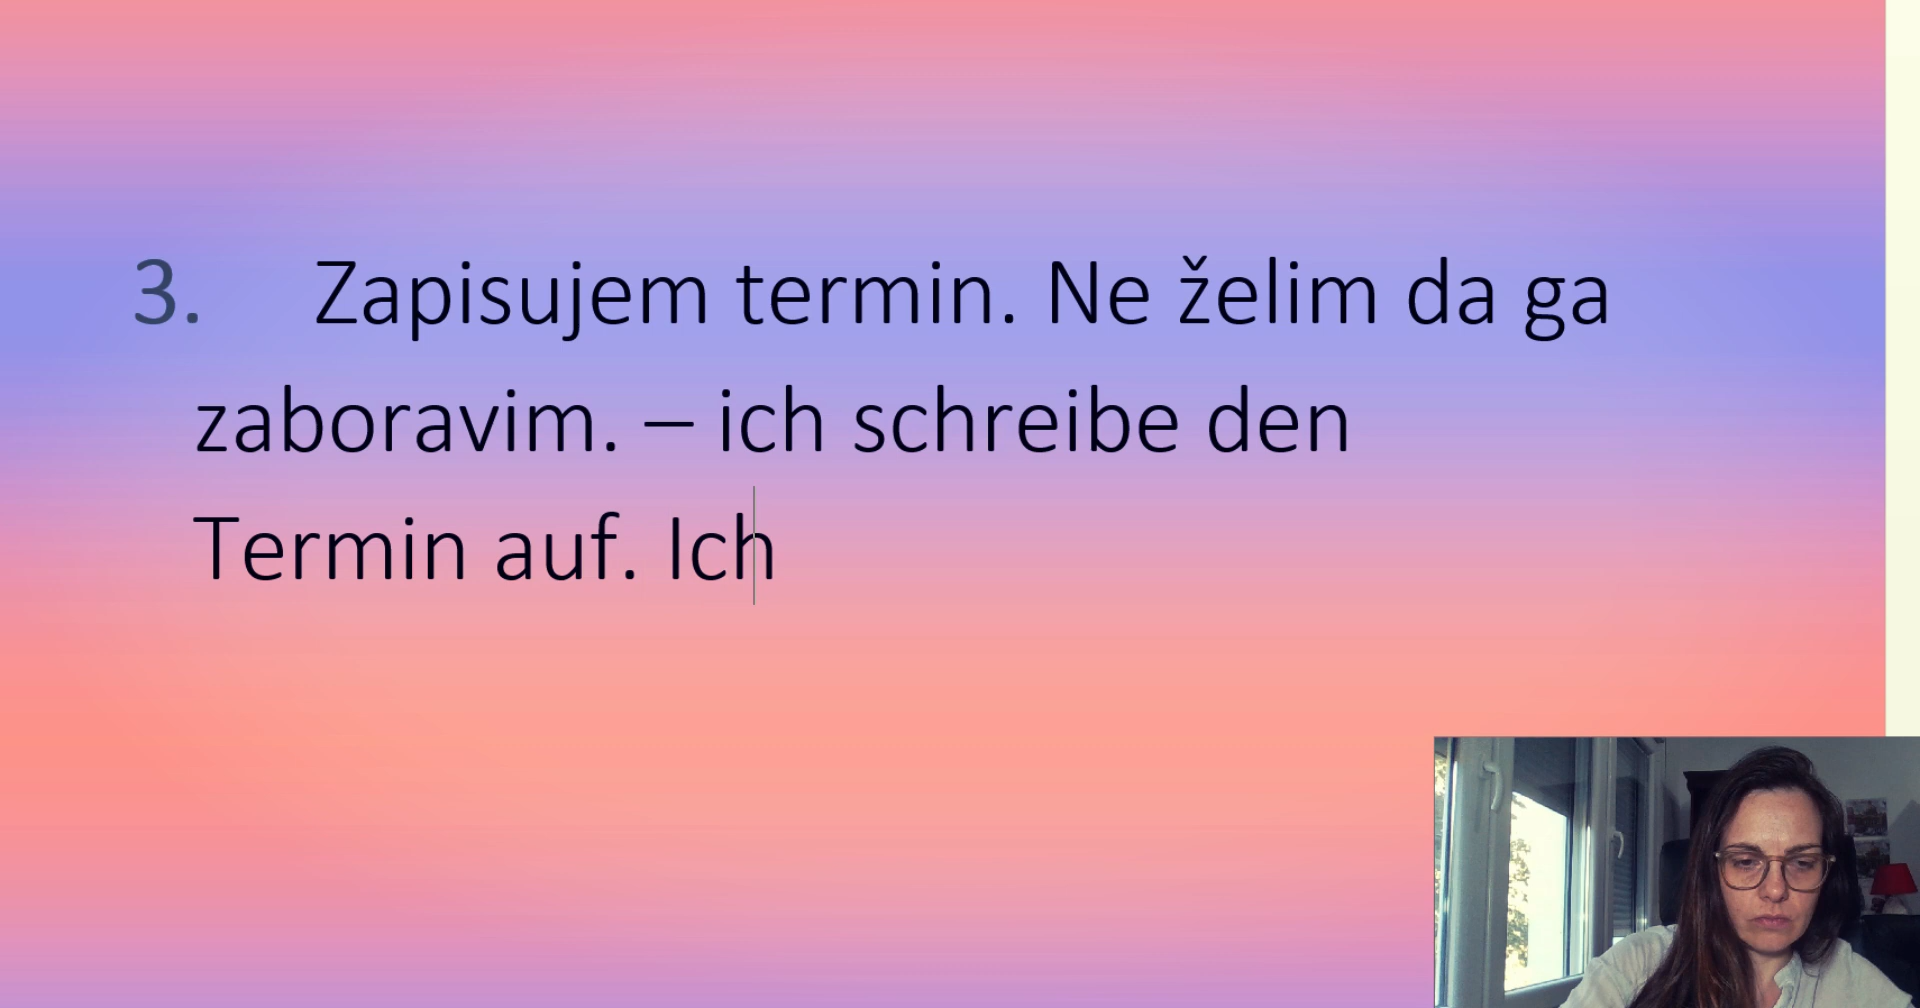 3. Zapisujem termin. Ne želim da ga
zaboravim. – ich schreibe den
Termin auf. Ich